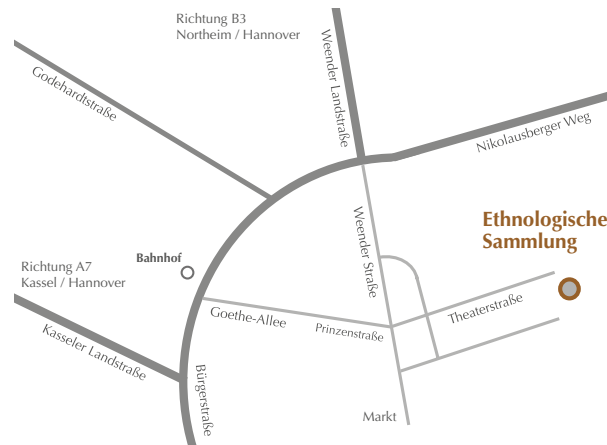 Richtung B3
Northeim / Hannover
Weender Landstraße
Godehardtstraße
Nikolausberger Weg
Weender Straße
Ethnologische
Sammlung
Bahnhof
Richtung A7
Kassel / Hannover
Theaterstraße
Goethe-Allee
Prinzenstraße
Kasseler Landstraße
Bürgerstraße
Markt